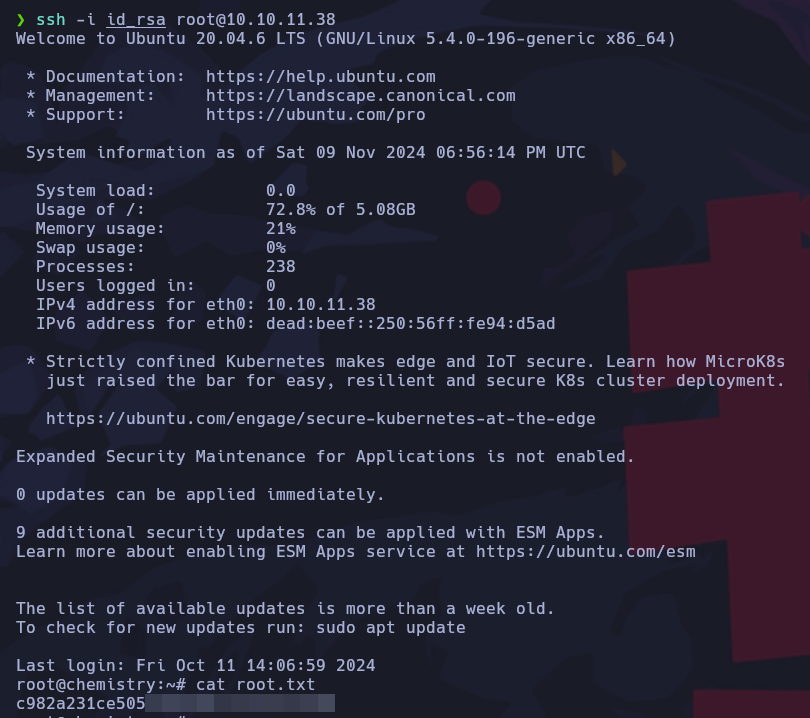 ❯ ssh -i id_rsa root@10.10.11.38
Welcome to Ubuntu 20.04.6 LTS (GNU/Linux 5.4.0-196-generic x86_64)
* Documentation:  https://help.ubuntu.com
* Management:     https://landscape.canonical.com
* Support:        https://ubuntu.com/pro
System information as of Sat 09 Nov 2024 06:56:14 PM UTC
System load:           0.0
Usage of /:            72.8% of 5.08GB
Memory usage:          21%
Swap usage:            0%
Processes:             238
Users logged in:       0
IPv4 address for eth0: 10.10.11.38
IPv6 address for eth0: dead:beef::250:56ff:fe94:d5ad
* Strictly confined Kubernetes makes edge and IoT secure. Learn how MicroK8s
just raised the bar for easy, resilient and secure K8s cluster deployment.
https://ubuntu.com/engage/secure-kubernetes-at-the-edge
Expanded Security Maintenance for Applications is not enabled.
0 updates can be applied immediately.
9 additional security updates can be applied with ESM Apps.
Learn more about enabling ESM Apps service at https://ubuntu.com/esm
The list of available updates is more than a week old.
To check for new updates run: sudo apt update
Last login: Fri Oct 11 14:06:59 2024
root@chemistry:~# cat root.txt
c982a231ce505